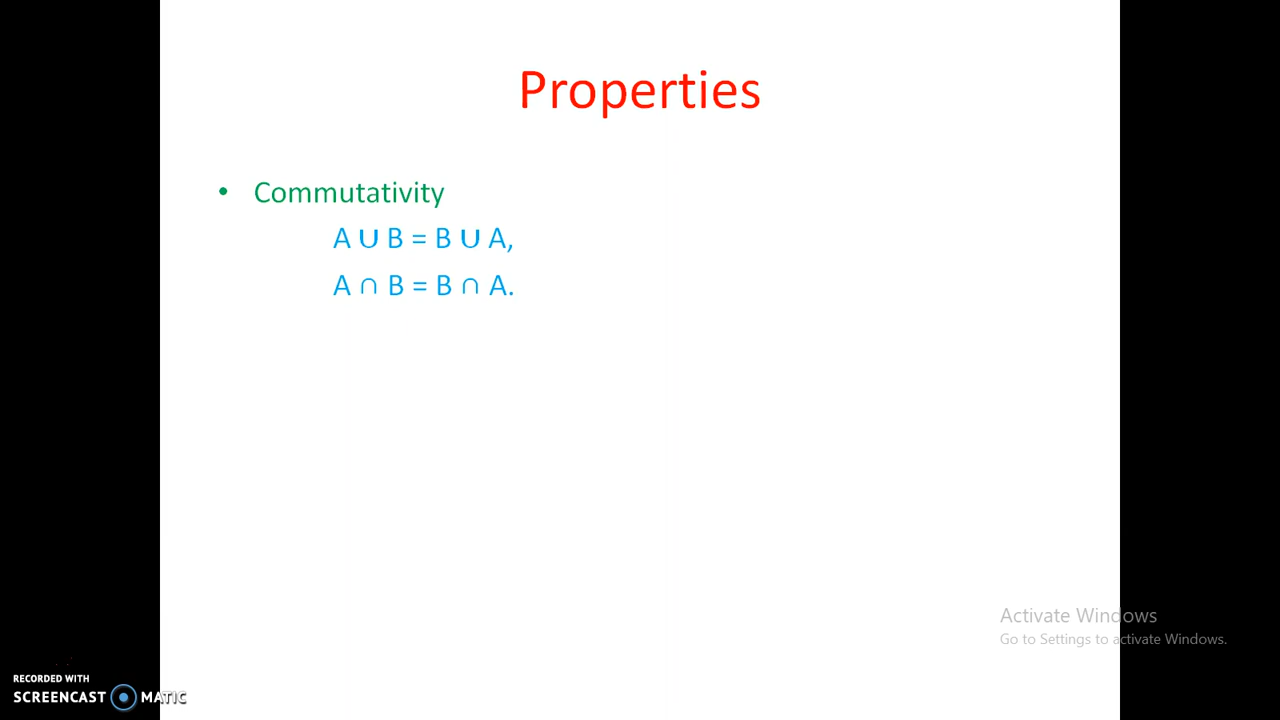 Properties
• Commutativity
A ∪ B = B ∪ A,
A ∩ B = B ∩ A.
Activate Windows
Go to Settings to activate Windows.
RECORDED WITH
SCREENCAST MATIC